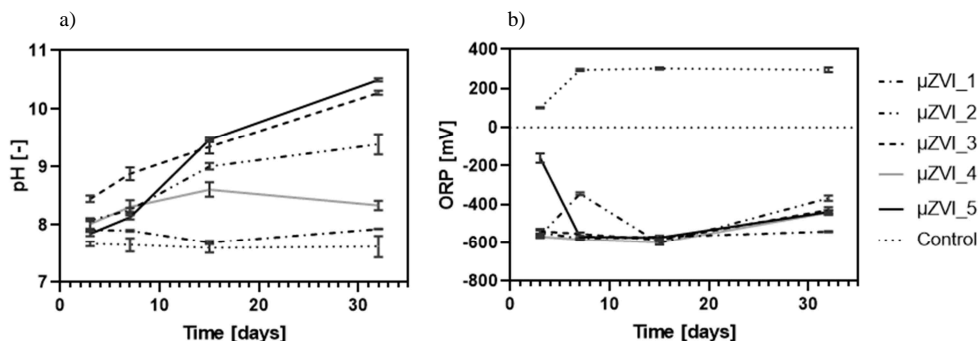 a)
11
10
9
8
7
pH [-]
0 10 20 30
Time [days]
b)
400
200
0
-200
-400
-600
-800
ORP [mV]
0 10 20 30
Time [days]
μZVI_1
μZVI_2
μZVI_3
μZVI_4
μZVI_5
Control